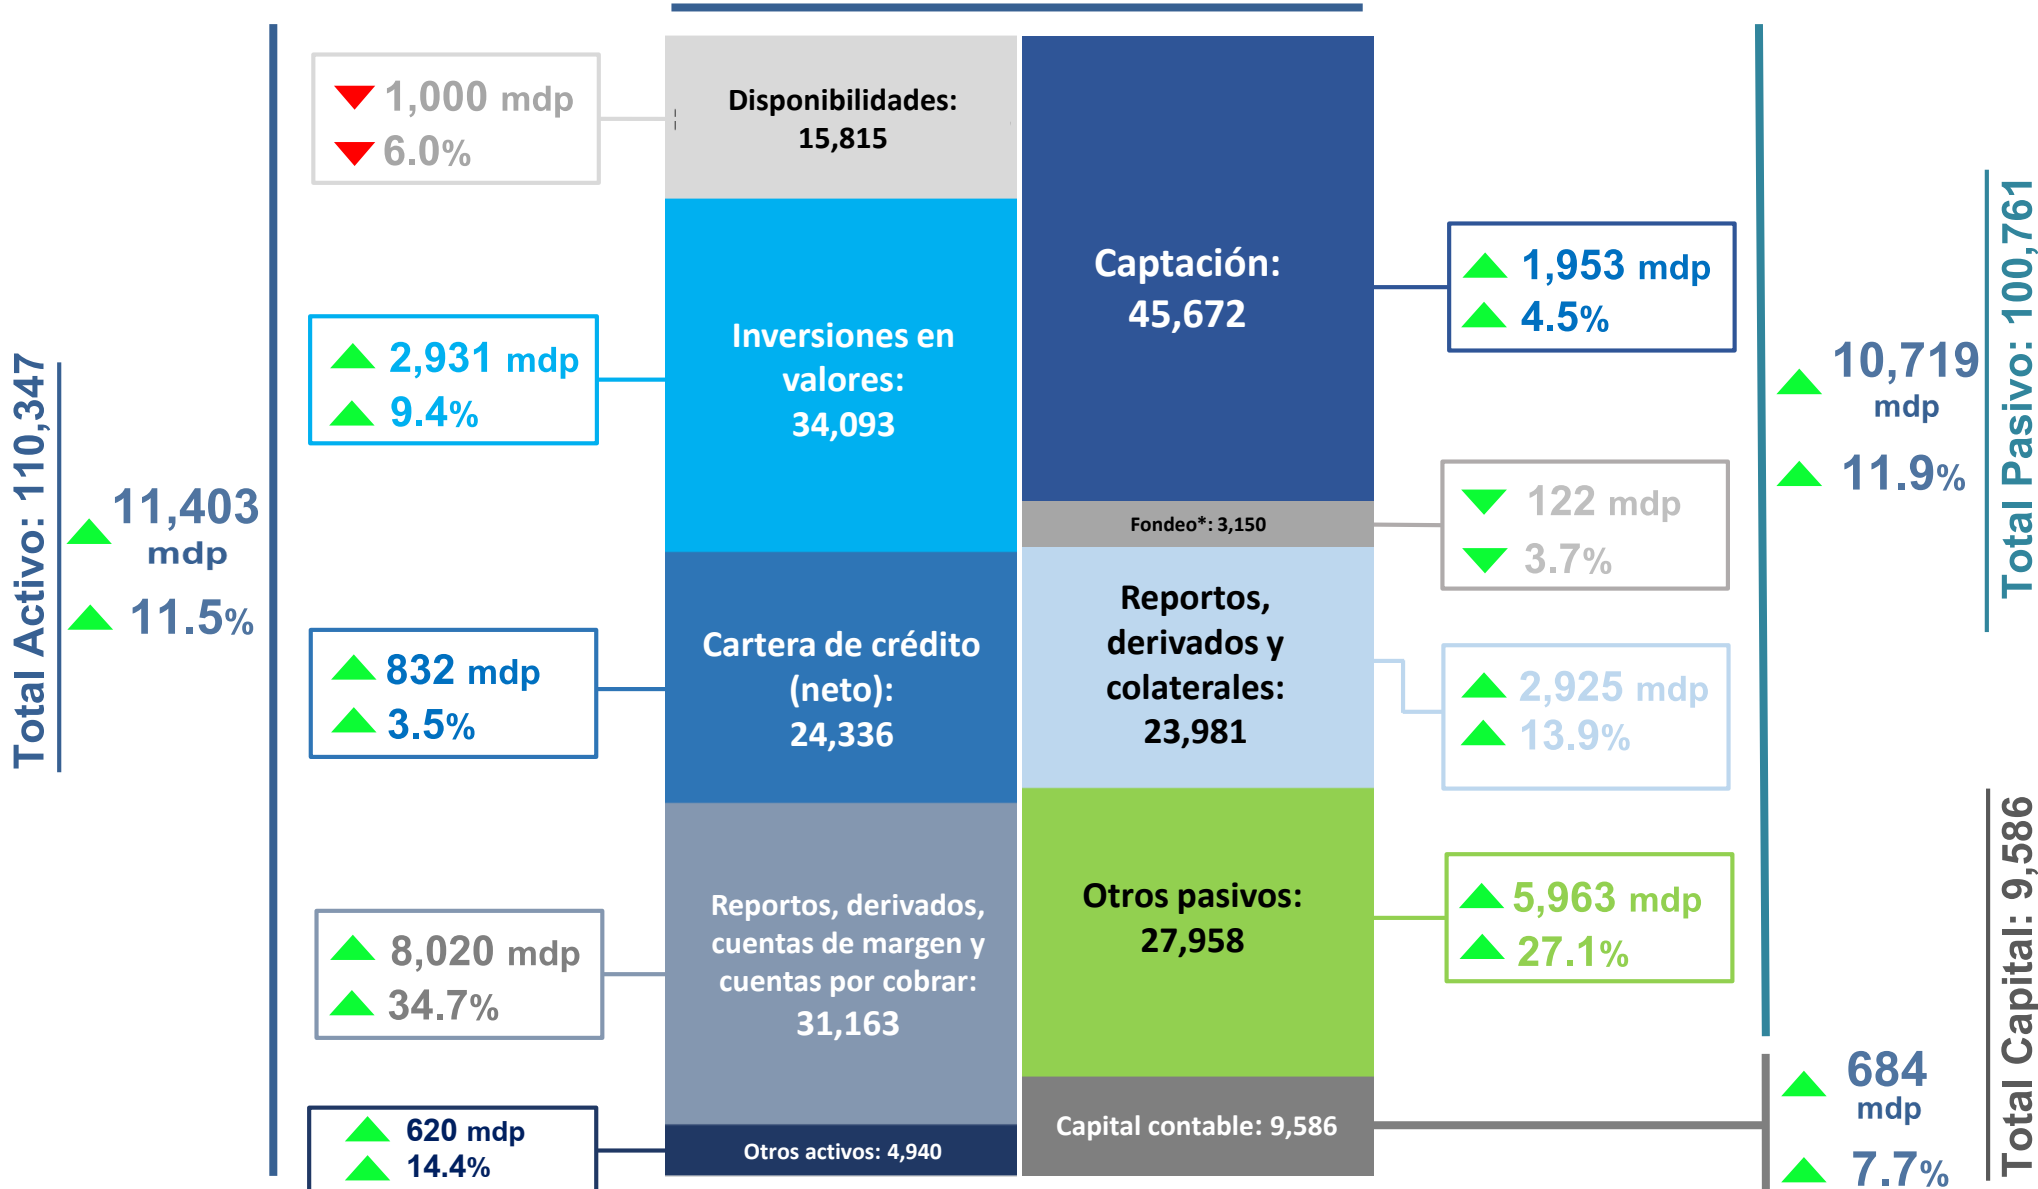 Total Activo: 110,347
11,403
mdp
11.5%
1,000 mdp
6.0%
2,931 mdp
9.4%
832 mdp
3.5%
8,020 mdp
34.7%
620 mdp
14.4%
Disponibilidades:
15,815
Inversiones en
valores:
34,093
Cartera de crédito
(neto):
24,336
Reportos, derivados,
cuentas de margen y
cuentas por cobrar:
31,163
Otros activos: 4,940
Captación:
45,672
Fondeo*: 3,150
Reportos,
derivados y
colaterales:
23,981
Otros pasivos:
27,958
Capital contable: 9,586
1,953 mdp
4.5%
122 mdp
3.7%
2,925 mdp
13.9%
5,963 mdp
27.1%
10,719
mdp
11.9%
684
mdp
7.7%
Total Pasivo: 100,761
Total Capital: 9,586